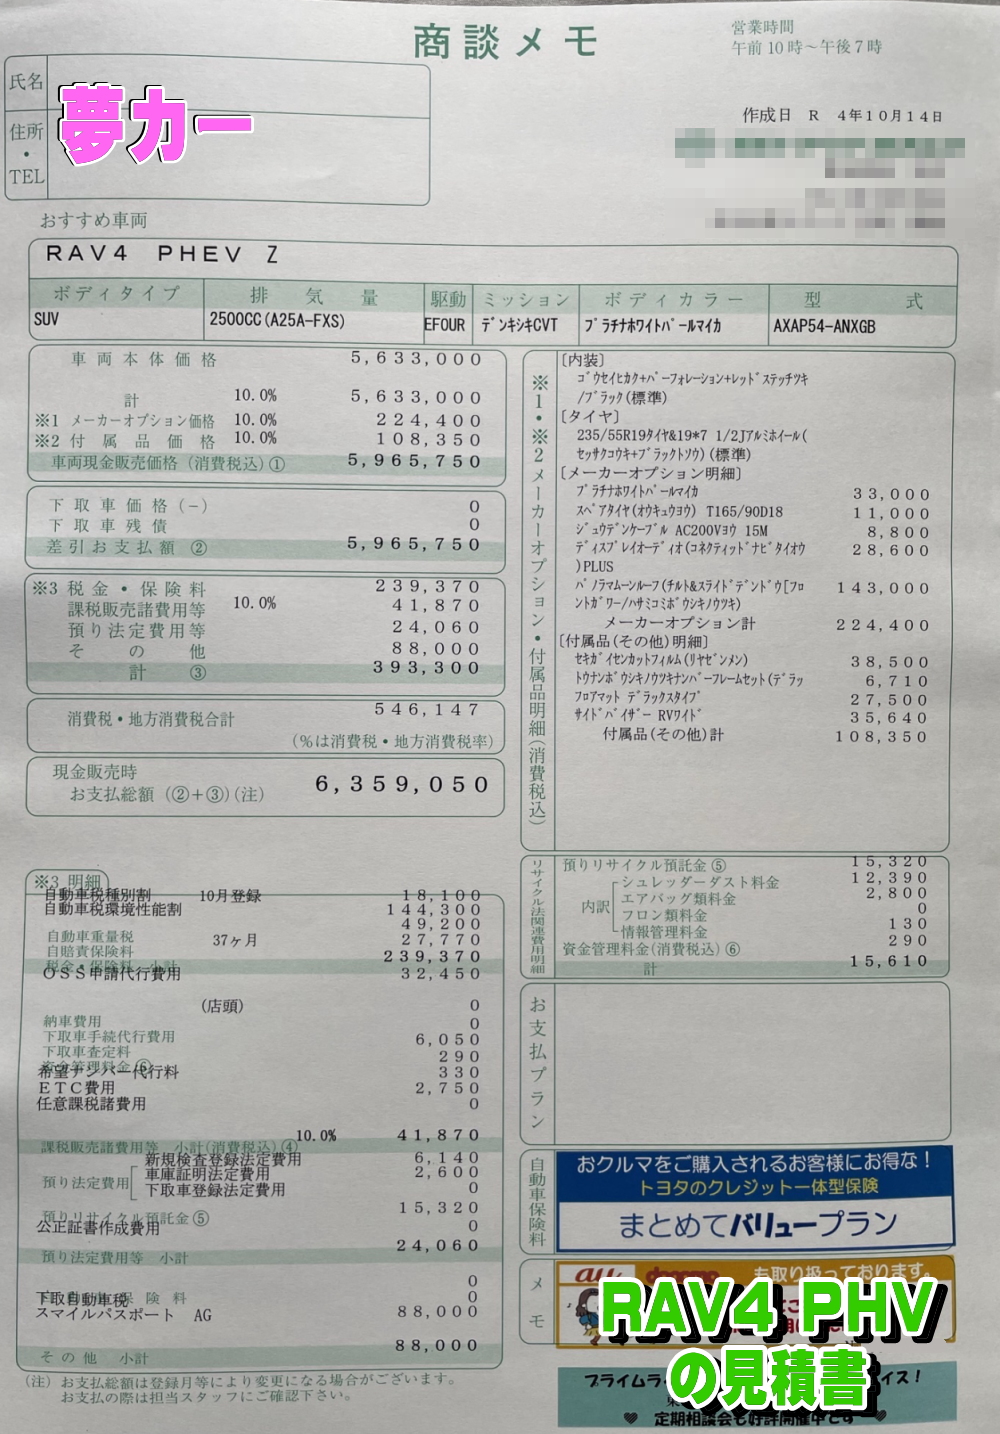 商談メモ
営業時間
午前10時～午後7時
氏名
夢カー
住所
・
TEL
作成日 R 4年10月14日
おすすめ車両
RAV4 PHEV Z
ボディタイプ 排気量 駆動 ミッション ボディカラー 型式
SUV 2500CC(A25A-FXS) EFOUR ﾃﾞﾝｷｼｷCVT ﾌﾟﾗﾁﾅﾎﾜｲﾄﾊﾟｰﾙﾏｲｶ AXAP54-ANXGB
車両本体価格 5,633,000
計 10.0% 5,633,000
※1 メーカーオプション価格 10.0% 224,400
※2 付属品価格 10.0% 108,350
車両現金販売価格(消費税込)① 5,965,750
下取車価格(-) 0
下取車残債 0
差引お支払額 ② 5,965,750
※3 税金・保険料 239,370
課税販売諸費用等 10.0% 41,870
預り法定費用等 24,060
その他 88,000
計 ③ 393,300
消費税・地方消費税合計 546,147
(％は消費税・地方消費税率)
現金販売時
お支払総額(②+③)(注) 6,359,050
※1・※2メーカーオプション・付属品明細(消費税込)
[内装]
ｺﾞｳｾｲﾋｶｸ+ﾊﾟｰﾌｫﾚｰｼｮﾝ+ﾚｯﾄﾞｽﾃｯﾁﾂｷ
/ﾌﾞﾗｯｸ(標準)
[タイヤ]
235/55R19ﾀｲﾔ&19*7 1/2Jｱﾙﾐﾎｲｰﾙ(
ｾｯｻｸｺｳｷ+ﾌﾞﾗｯｸﾄｿｳ)(標準)
[メーカーオプション明細]
ﾌﾟﾗﾁﾅﾎﾜｲﾄﾊﾟｰﾙﾏｲｶ 33,000
ｽﾍﾟｱﾀｲﾔ(ｵｳｷｭｳﾖｳ) T165/90D18 11,000
ｼﾞｭｳﾃﾞﾝｹｰﾌﾞﾙ AC200Vﾖｳ 15M 8,800
ﾃﾞｨｽﾌﾟﾚｲｵｰﾃﾞｨｵ(ｺﾈｸﾃｨｯﾄﾞﾅﾋﾞﾀｲｵｳ 28,600
)PLUS
ﾊﾟﾉﾗﾏﾑｰﾝﾙｰﾌ(ﾁﾙﾄ&ｽﾗｲﾄﾞﾃﾞﾝﾄﾞｳ[ﾌﾛ 143,000
ﾝﾄｶﾞﾜｰ/ﾊｻﾐｺﾐﾎﾞｳｼｷﾉｳﾂｷ)
メーカーオプション計 224,400
[付属品(その他)明細]
ｾｷｶﾞｲｾﾝｶｯﾄﾌｨﾙﾑ(ﾘﾔｾﾞﾝﾒﾝ) 38,500
ﾄｳﾅﾝﾎﾞｳｼｷﾉｳﾂｷﾅﾝﾊﾞｰﾌﾚｰﾑｾｯﾄ(ﾃﾞﾗｯ 6,710
ﾌﾛｱﾏｯﾄ ﾃﾞﾗｯｸｽﾀｲﾌﾟ 27,500
ｻｲﾄﾞﾊﾞｲｻﾞｰ RVﾜｲﾄﾞ 35,640
付属品(その他)計 108,350
リサイクル法関連費用明細
預りリサイクル預託金⑤ 15,320
内訳
シュレッダーダスト料金 12,390
エアバッグ類料金 2,800
フロン類料金 0
情報管理料金 130
資金管理料金(消費税込)⑥ 290
計 15,610
※3 明細
自動車税種別割 10月登録 18,100
自動車税環境性能割 144,300
自動車重量税 49,200
自賠責保険料 37ヶ月 27,770
税金・保険料 小計 239,370
OSS申請代行費用 32,450
(店頭) 0
納車費用 0
下取車手続代行費用 6,050
下取車査定料 290
資金管理料金⑥
希望ナンバー代行料 330
ETC費用 2,750
任意課税諸費用 0
課税販売諸費用等 小計(消費税込)④ 10.0% 41,870
預り法定費用
新規検査登録法定費用 6,140
車庫証明法定費用 2,600
下取車登録法定費用 0
預りリサイクル預託金⑤ 15,320
公正証書作成費用 0
預り法定費用等 小計 24,060
0
保険料
下取自動車税 0
スマイルパスポート AG 88,000
その他 小計 88,000
(注)お支払総額は登録月等により変更になる場合がございます。
お支払の際は担当スタッフにご確認下さい。
お支払プラン
自動車保険料
おクルマをご購入されるお客様にお得な!
トヨタのクレジット一体型保険
まとめてバリュープラン
メモ
au docomo も取り扱っております。
RAV4 PHV
の見積書
プライムラ イス!
定期相談会も好評開催中です